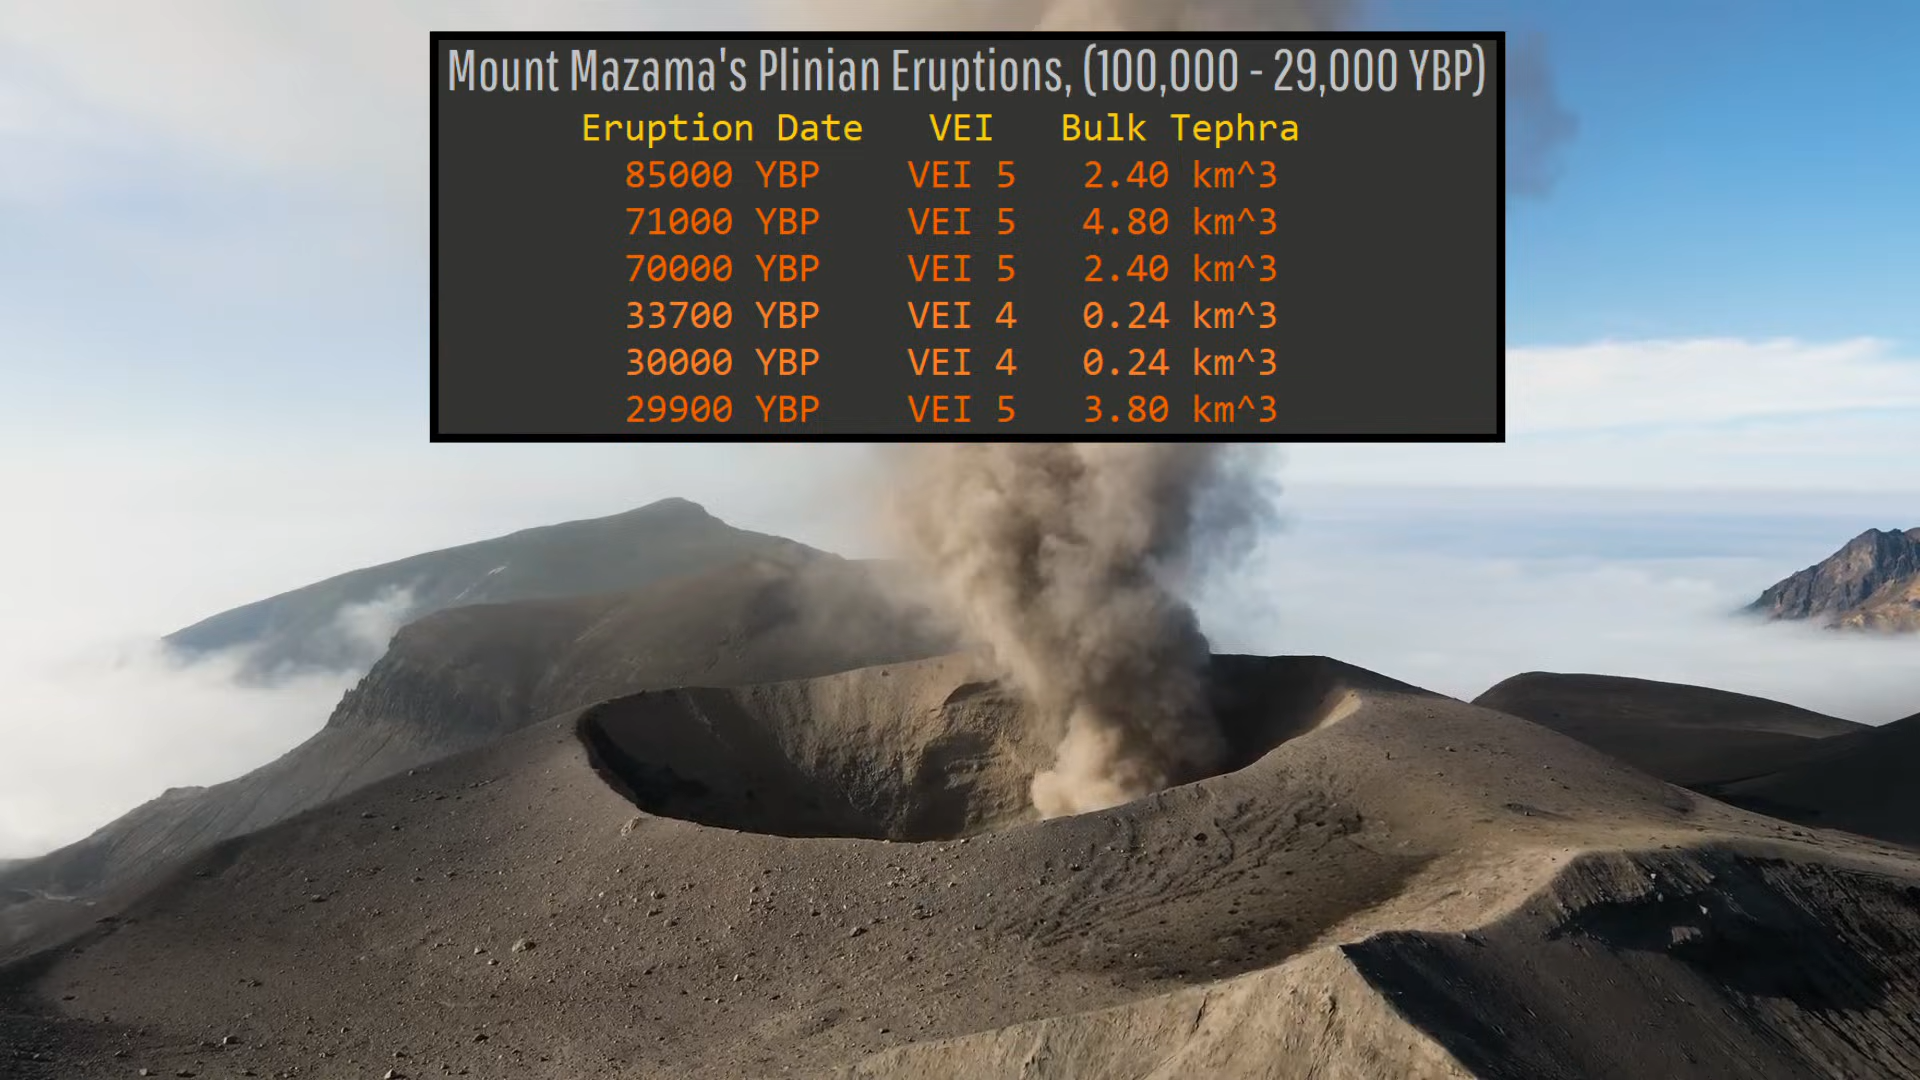 Mount Mazama's Plinian Eruptions, (100,000 - 29,000 YBP)
Eruption Date VEI Bulk Tephra
85000 YBP VEI 5 2.40 km^3
71000 YBP VEI 5 4.80 km^3
70000 YBP VEI 5 2.40 km^3
33700 YBP VEI 4 0.24 km^3
30000 YBP VEI 4 0.24 km^3
29900 YBP VEI 5 3.80 km^3